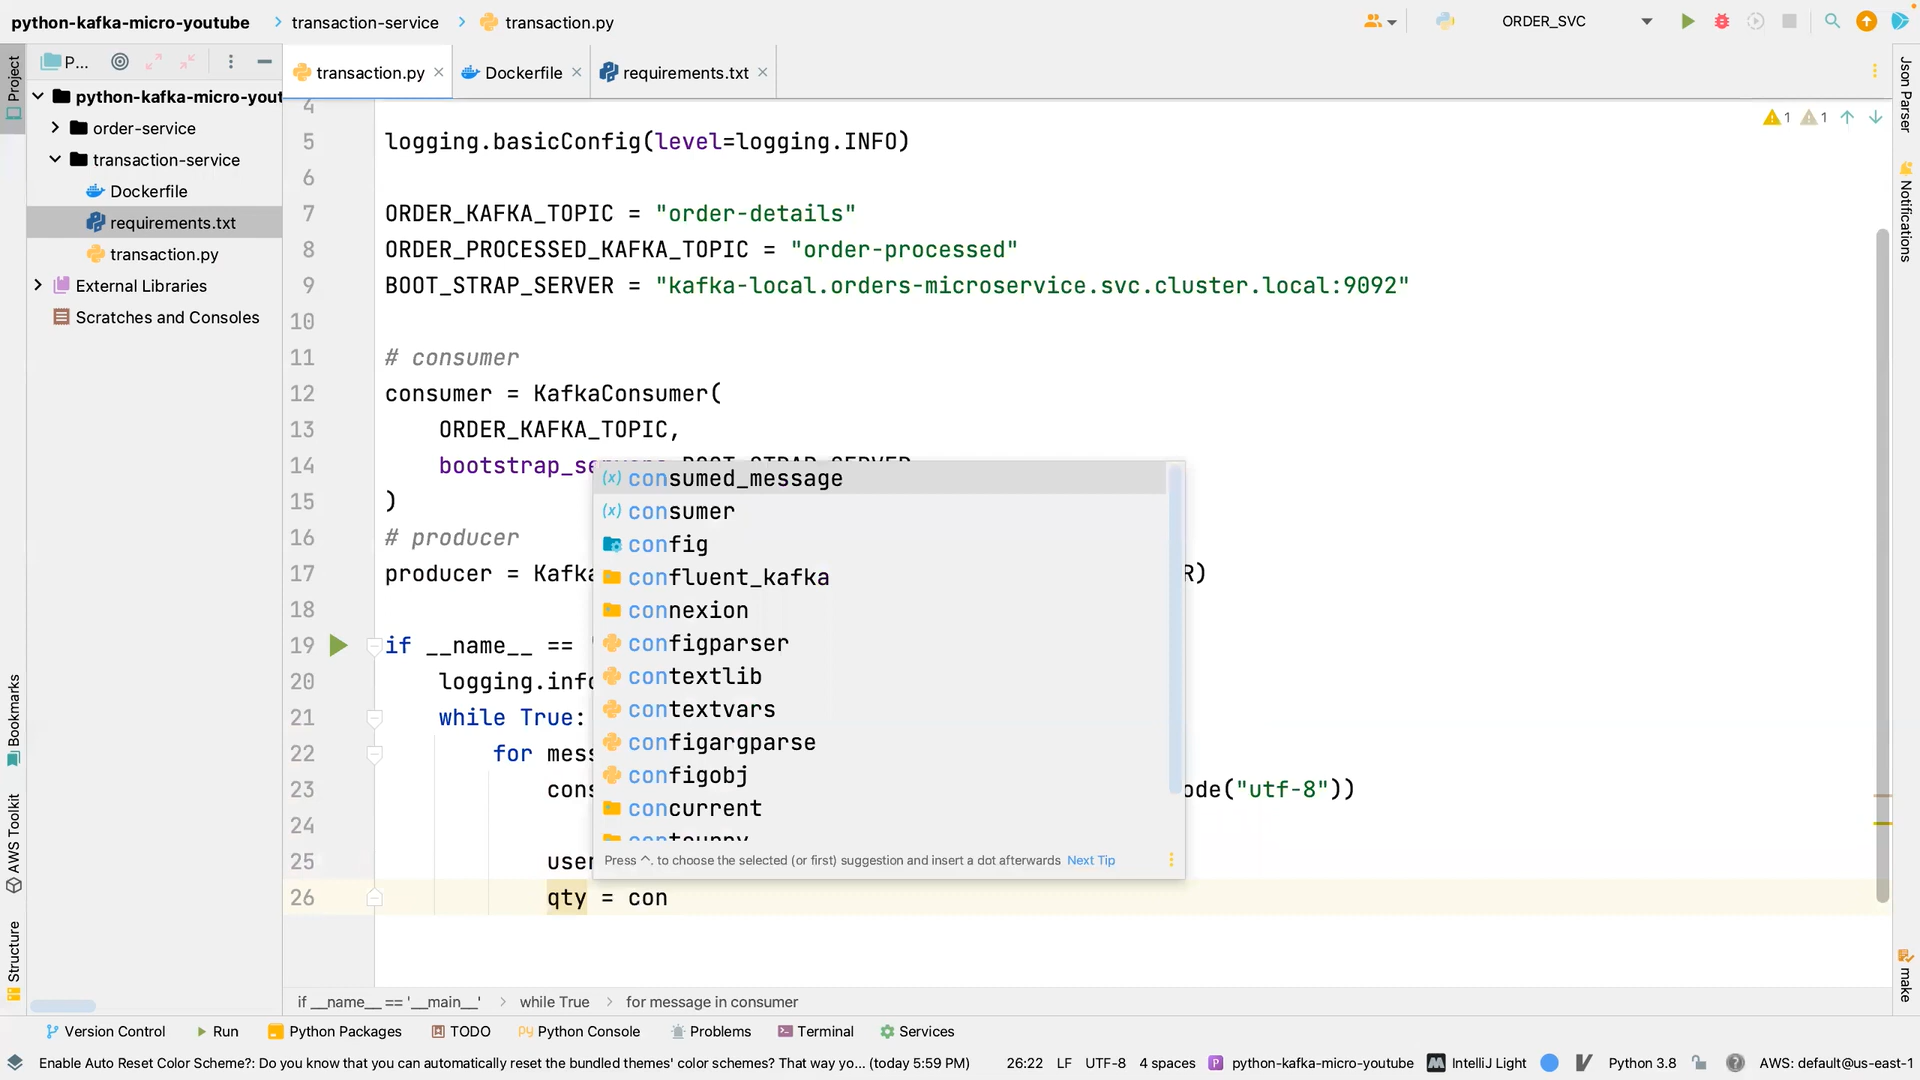 python-kafka-micro-youtube > transaction-service > transaction.py
ORDER_SVC
Project
P...
transaction.py
Dockerfile
requirements.txt
python-kafka-micro-yout
order-service
transaction-service
Dockerfile
requirements.txt
transaction.py
External Libraries
Scratches and Consoles
4
5 logging.basicConfig(level=logging.INFO)
6
7 ORDER_KAFKA_TOPIC = "order-details"
8 ORDER_PROCESSED_KAFKA_TOPIC = "order-processed"
9 BOOT_STRAP_SERVER = "kafka-local.orders-microservice.svc.cluster.local:9092"
10
11 # consumer
12 consumer = KafkaConsumer(
13 ORDER_KAFKA_TOPIC,
14 bootstrap_se
15 )
16 # producer
17 producer = Kafka R)
18
19 if __name__ == '
20 logging.info
21 while True:
22 for mess
23 cons ode("utf-8"))
24
25 user
26 qty = con
consumed_message
consumer
config
confluent_kafka
connexion
configparser
contextlib
contextvars
configargparse
configobj
concurrent
Press ^. to choose the selected (or first) suggestion and insert a dot afterwards Next Tip
1 1
Json Parser
Notifications
make
Bookmarks
AWS Toolkit
Structure
if __name__ == '__main__' > while True > for message in consumer
Version Control Run Python Packages TODO Python Console Problems Terminal Services
Enable Auto Reset Color Scheme?: Do you know that you can automatically reset the bundled themes' color schemes? That way yo... (today 5:59 PM) 26:22 LF UTF-8 4 spaces python-kafka-micro-youtube IntelliJ Light Python 3.8 AWS: default@us-east-1